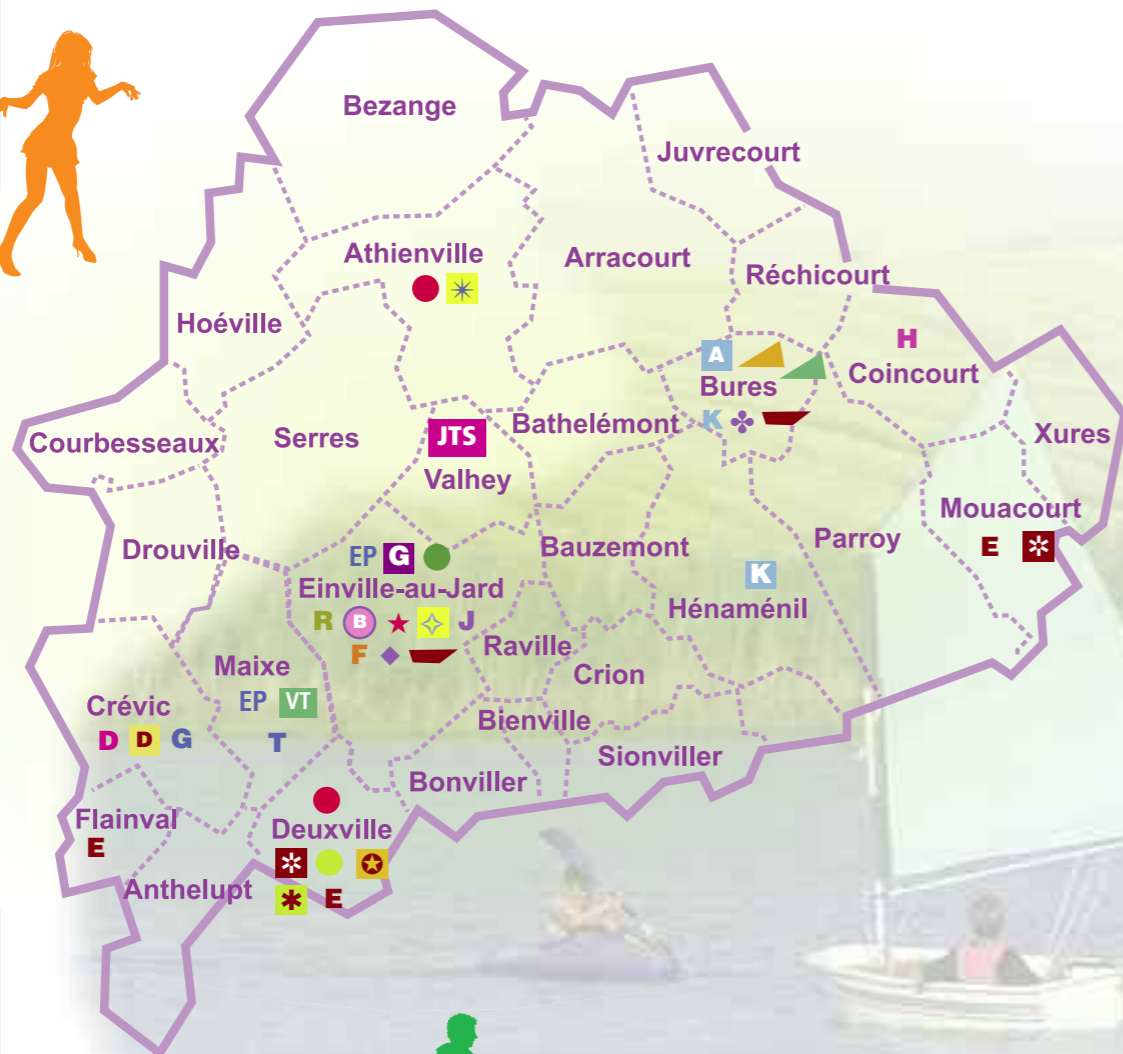 Bezange
Juvrecourt
Athienville
Arracourt
Réchicourt
Hoéville
H
A
Coincourt
Bures
K
Courbesseaux
Serres
JTS
Bathelémont
Xures
Valhey
Mouacourt
E
Drouville
EP G
Bauzemont
Parroy
Einville-au-Jard
K
R B J
Hénaménil
F
Raville
Maixe
Crion
EP VT
Crévic
D D G
T
Bienville
Sionviller
Bonviller
Flainval
E
Deuxville
Anthelupt
E